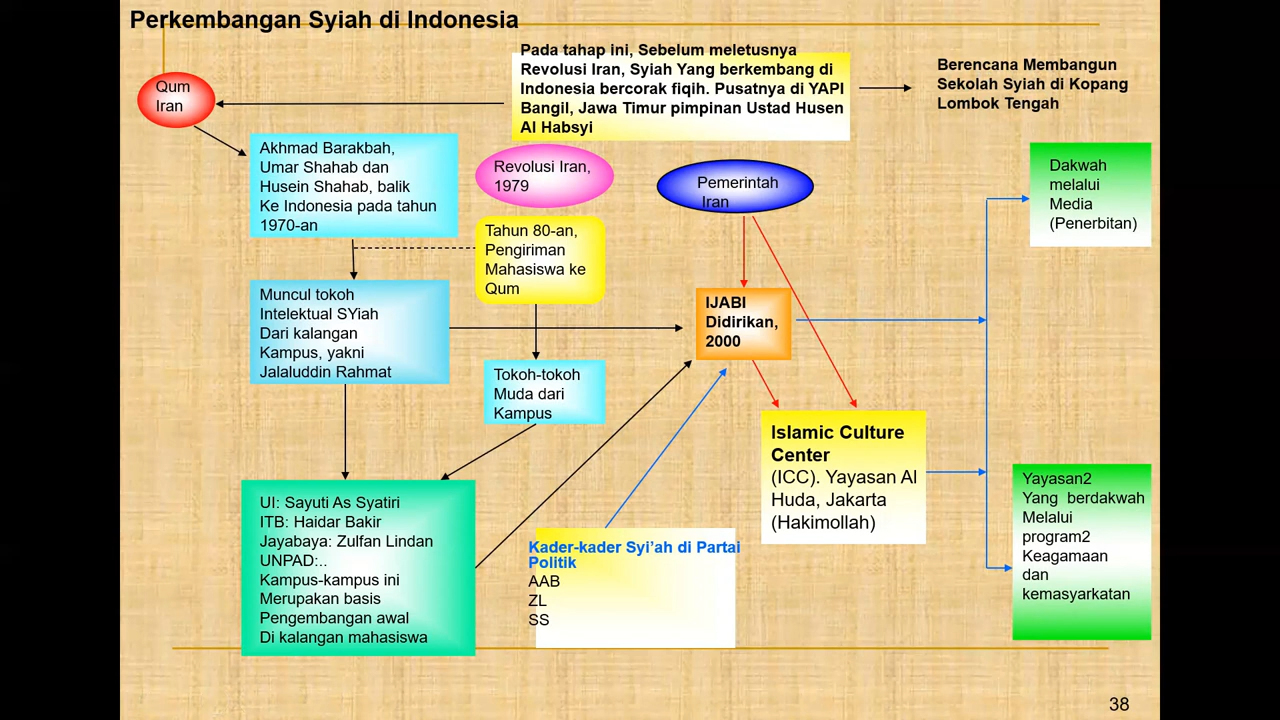 Perkembangan Syiah di Indonesia
Pada tahap ini, Sebelum meletusnya
Revolusi Iran, Syiah Yang berkembang di
Indonesia bercorak fiqih. Pusatnya di YAPI
Bangil, Jawa Timur pimpinan Ustad Husen
Al Habsyi
Berencana Membangun
Sekolah Syiah di Kopang
Lombok Tengah
Qum
Iran
Akhmad Barakbah,
Umar Shahab dan
Husein Shahab, balik
Ke Indonesia pada tahun
1970-an
Revolusi Iran,
1979
Pemerintah
Iran
Dakwah
melalui
Media
(Penerbitan)
Tahun 80-an,
Pengiriman
Mahasiswa ke
Qum
Muncul tokoh
Intelektual SYiah
Dari kalangan
Kampus, yakni
Jalaluddin Rahmat
IJABI
Didirikan,
2000
Tokoh-tokoh
Muda dari
Kampus
Islamic Culture
Center
(ICC). Yayasan Al
Huda, Jakarta
(Hakimollah)
UI: Sayuti As Syatiri
ITB: Haidar Bakir
Jayabaya: Zulfan Lindan
UNPAD:..
Kampus-kampus ini
Merupakan basis
Pengembangan awal
Di kalangan mahasiswa
Kader-kader Syi'ah di Partai
Politik
AAB
ZL
SS
Yayasan2
Yang berdakwah
Melalui
program2
Keagamaan
dan
kemasyarkatan
38